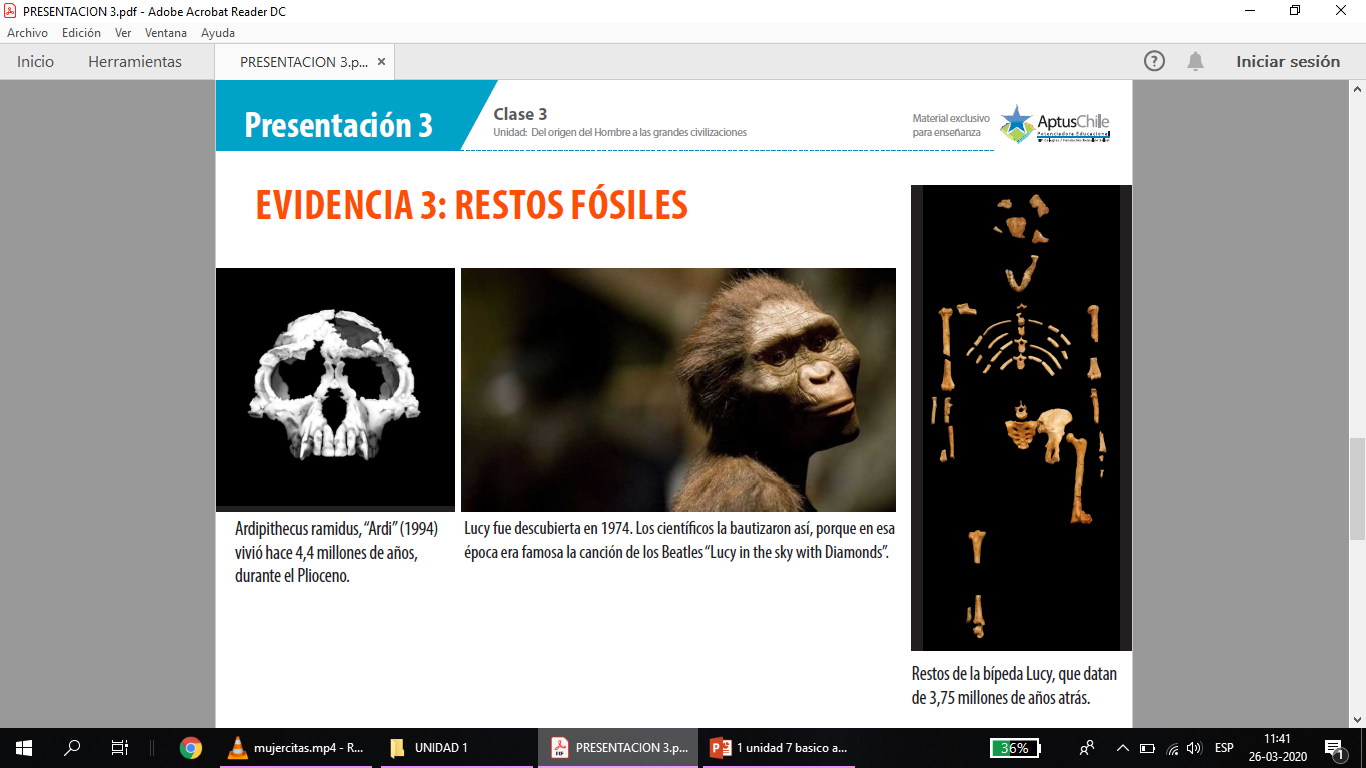 PRESENTACION 3.pdf - Adobe Acrobat Reader DC
Archivo Edición Ver Ventana Ayuda
Inicio Herramientas PRESENTACION 3.p... × Iniciar sesión
Presentación 3
Clase 3
Unidad: Del origen del Hombre a las grandes civilizaciones
Material exclusivo
para enseñanza
AptusChile
Potenciadora Educacional
EVIDENCIA 3: RESTOS FÓSILES
Ardipithecus ramidus, “Ardi” (1994)
vivió hace 4,4 millones de años,
durante el Plioceno.
Lucy fue descubierta en 1974. Los científicos la bautizaron así, porque en esa
época era famosa la canción de los Beatles “Lucy in the sky with Diamonds”.
Restos de la bípeda Lucy, que datan
de 3,75 millones de años atrás.
mujercitas.mp4 - R... UNIDAD 1 PRESENTACION 3.p... 1 unidad 7 basico a... 36% ESP 11:41
26-03-2020